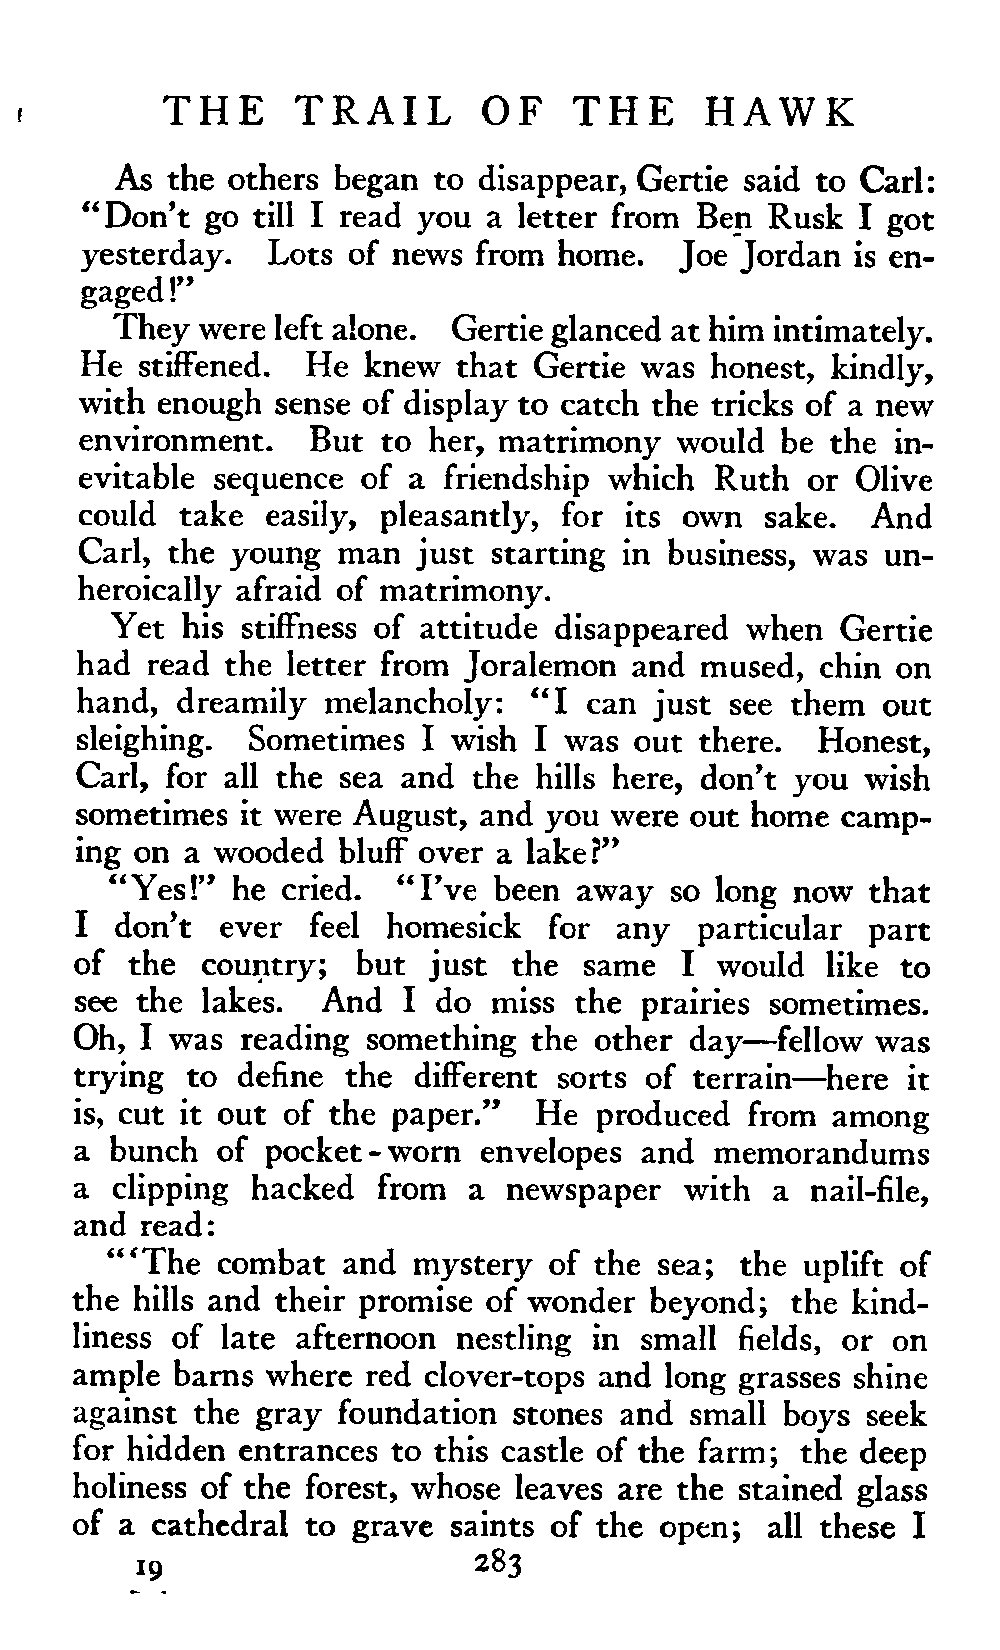 THE TRAIL OF THE HAWK
As the others began to disappear, Gertie said to Carl:
“Don’t go till I read you a letter from Ben Rusk I got
yesterday. Lots of news from home. Joe Jordan is en-
gaged!”
They were left alone. Gertie glanced at him intimately.
He stiffened. He knew that Gertie was honest, kindly,
with enough sense of display to catch the tricks of a new
environment. But to her, matrimony would be the in-
evitable sequence of a friendship which Ruth or Olive
could take easily, pleasantly, for its own sake. And
Carl, the young man just starting in business, was un-
heroically afraid of matrimony.
Yet his stiffness of attitude disappeared when Gertie
had read the letter from Joralemon and mused, chin on
hand, dreamily melancholy: “I can just see them out
sleighing. Sometimes I wish I was out there. Honest,
Carl, for all the sea and the hills here, don’t you wish
sometimes it were August, and you were out home camp-
ing on a wooded bluff over a lake?”
“Yes!” he cried. “I’ve been away so long now that
I don’t ever feel homesick for any particular part
of the country; but just the same I would like to
see the lakes. And I do miss the prairies sometimes.
Oh, I was reading something the other day—fellow was
trying to define the different sorts of terrain—here it
is, cut it out of the paper.” He produced from among
a bunch of pocket-worn envelopes and memorandums
a clipping hacked from a newspaper with a nail-file,
and read:
“‘The combat and mystery of the sea; the uplift of
the hills and their promise of wonder beyond; the kind-
liness of late afternoon nestling in small fields, or on
ample barns where red clover-tops and long grasses shine
against the gray foundation stones and small boys seek
for hidden entrances to this castle of the farm; the deep
holiness of the forest, whose leaves are the stained glass
of a cathedral to grave saints of the open; all these I
19 283